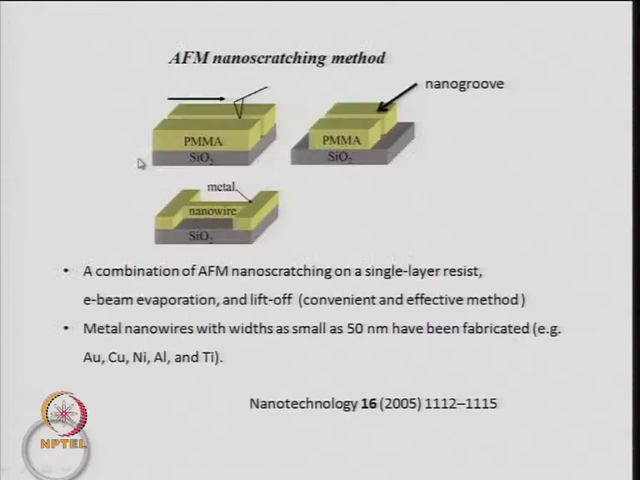 AFM nanoscratching method
nanogroove
PMMA
SiO2
PMMA
SiO2
metal
nanowire
SiO2
• A combination of AFM nanoscratching on a single-layer resist,
e-beam evaporation, and lift-off (convenient and effective method)
• Metal nanowires with widths as small as 50 nm have been fabricated (e.g.
Au, Cu, Ni, Al, and Ti).
Nanotechnology 16 (2005) 1112–1115
NPTEL